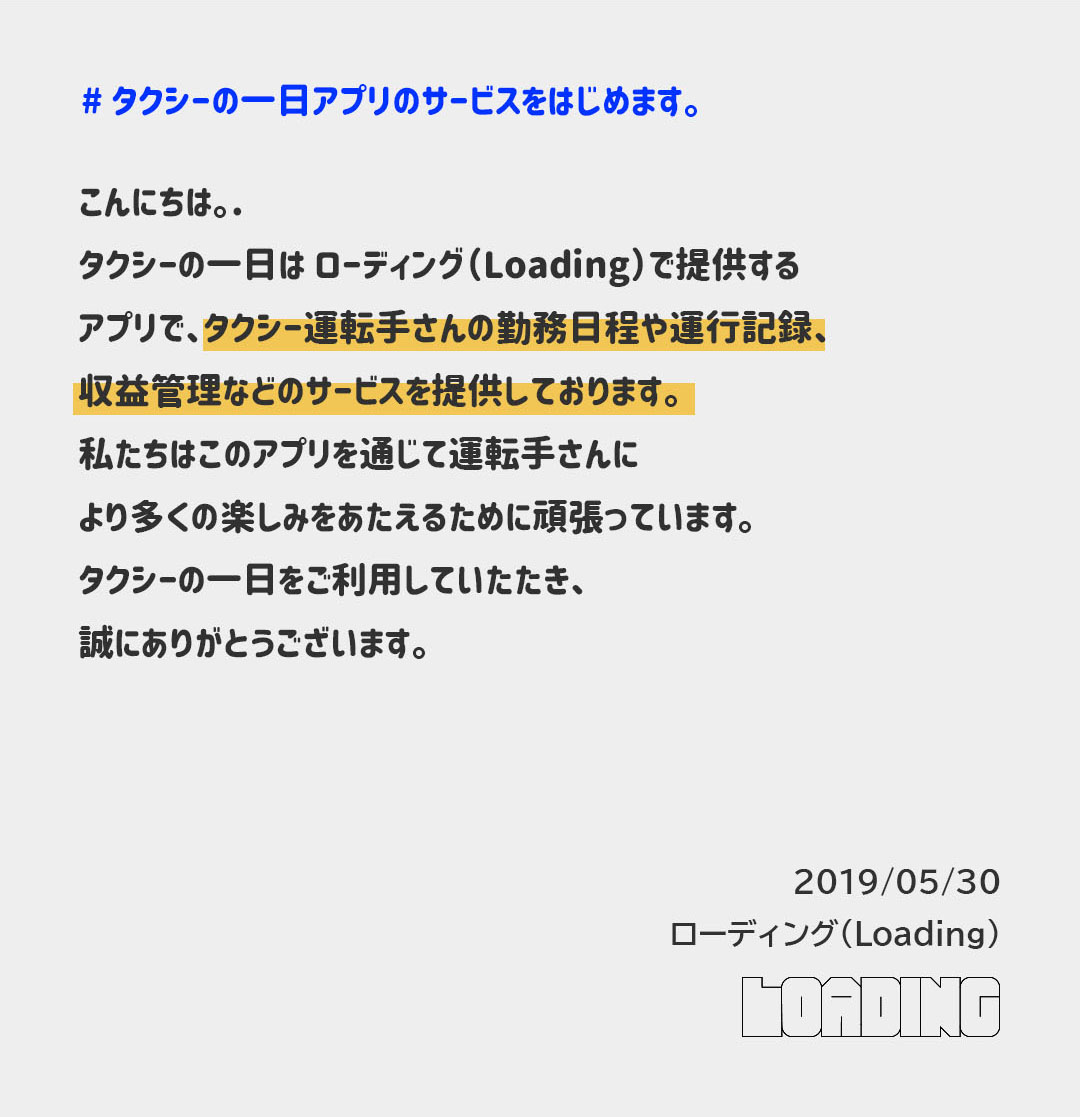 # タクシーの一日アプリのサービスをはじめます。
こんにちは。.
タクシーの一日は ローディング(Loading)で提供する
アプリで、タクシー運転手さんの勤務日程や運行記録、
収益管理などのサービスを提供しております。
私たちはこのアプリを通じて運転手さんに
より多くの楽しみをあたえるために頑張っています。
タクシーの一日をご利用していたたき、
誠にありがとうございます。
2019/05/30
ローディング(Loading)
LOADING